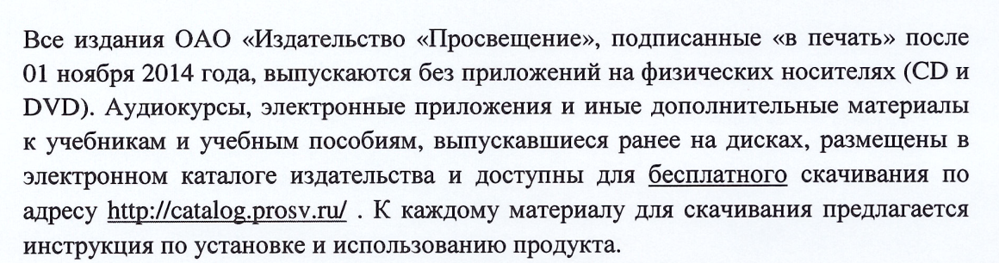 Все издания ОАО «Издательство «Просвещение», подписанные «в печать» после
01 ноября 2014 года, выпускаются без приложений на физических носителях (CD и
DVD). Аудиокурсы, электронные приложения и иные дополнительные материалы
к учебникам и учебным пособиям, выпускавшиеся ранее на дисках, размещены в
электронном каталоге издательства и доступны для бесплатного скачивания по
адресу http://catalog.prosv.ru/ . К каждому материалу для скачивания предлагается
инструкция по установке и использованию продукта.